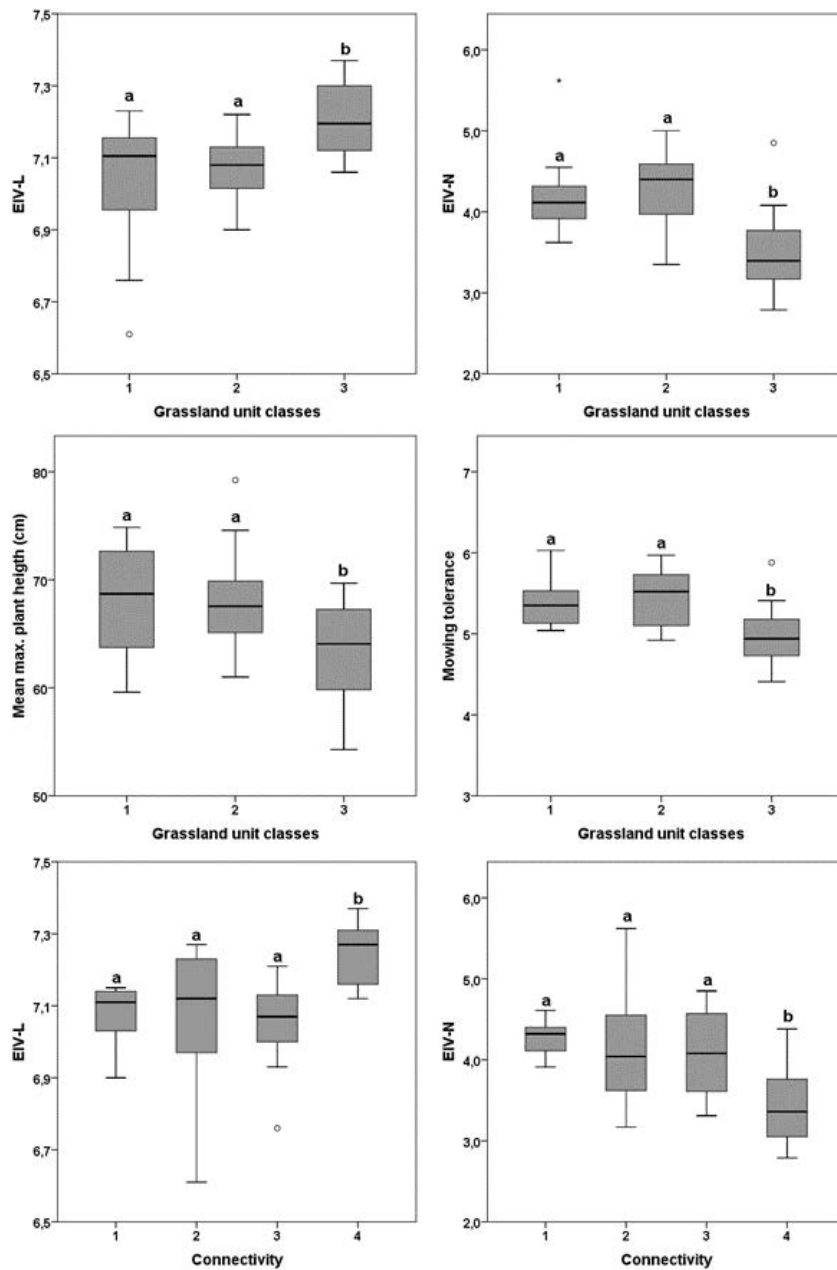 7,5
7,3
7,1
6,9
6,7
6,5
EIV-L
a
a
b
1
2
3
Grassland unit classes
6,0
5,0
4,0
3,0
2,0
EIV-N
a
a
b
1
2
3
Grassland unit classes
80
70
60
50
Mean max. plant heigth (cm)
a
a
b
1
2
3
Grassland unit classes
7
6
5
4
3
Mowing tolerance
a
a
b
1
2
3
Grassland unit classes
7,5
7,3
7,1
6,9
6,7
6,5
EIV-L
a
a
a
b
1
2
3
4
Connectivity
6,0
5,0
4,0
3,0
2,0
EIV-N
a
a
a
b
1
2
3
4
Connectivity